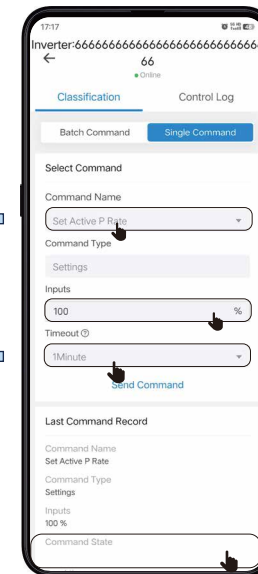 17:17
Inverter:66666666666666666666666666
66
Online
Classification
Control Log
Batch Command
Single Command
Select Command
Command Name
Set Active P Rate
Command Type
Settings
Inputs
100
%
Timeout
1Minute
Send Command
Last Command Record
Command Name
Set Active P Rate
Command Type
Settings
Inputs
100 %
Command State